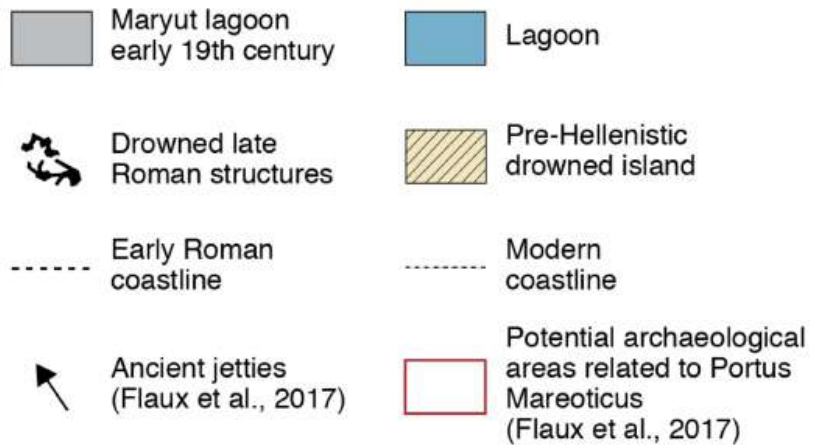 Maryut lagoon
early 19th century
Lagoon
Drowned late
Roman structures
Pre-Hellenistic
drowned island
Early Roman
coastline
Modern
coastline
Ancient jetties
(Flaux et al., 2017)
Potential archaeological
areas related to Portus
Mareoticus
(Flaux et al., 2017)